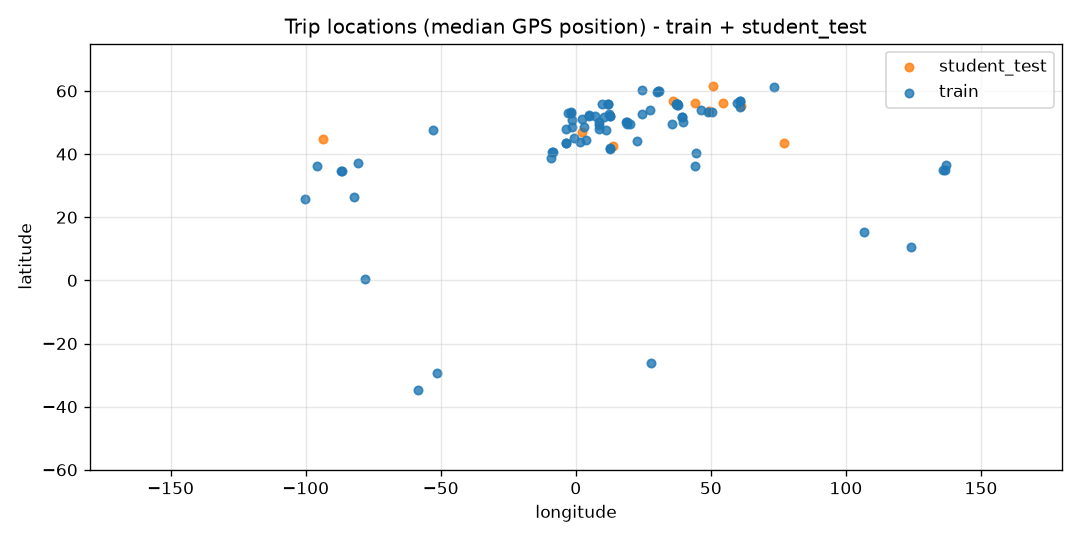 Trip locations (median GPS position) - train + student_test
student_test
train
60
40
20
0
−20
−40
−60
latitude
−150
−100
−50
0
50
100
150
longitude